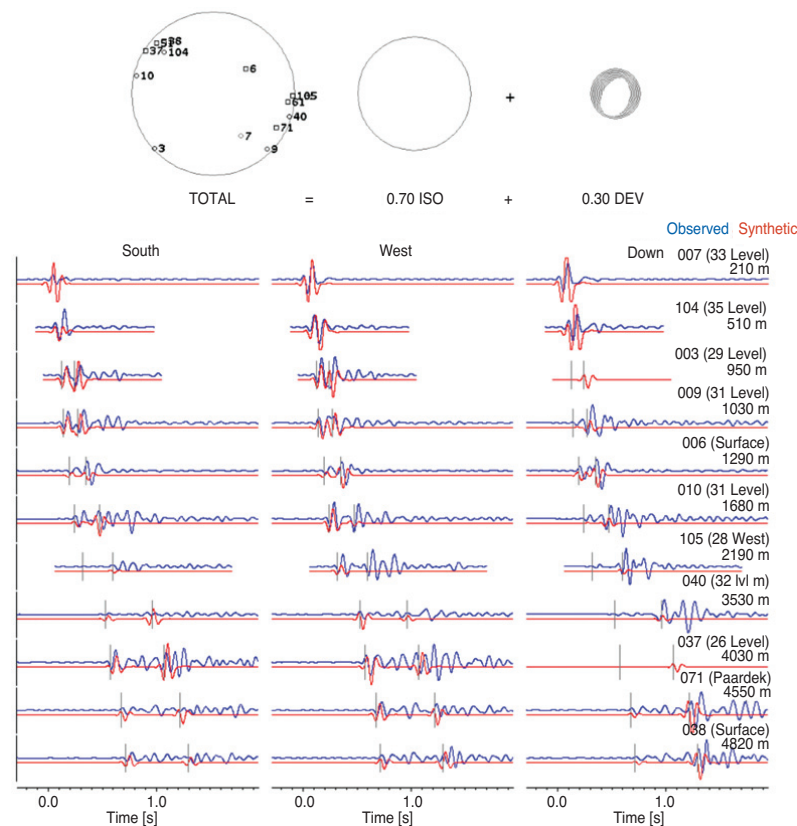 104
37
10
6
105
61
40
71
7
9
3
+
TOTAL = 0.70 ISO + 0.30 DEV
Observed Synthetic
South West Down
007 (33 Level)
210 m
104 (35 Level)
510 m
003 (29 Level)
950 m
009 (31 Level)
1030 m
006 (Surface)
1290 m
010 (31 Level)
1680 m
105 (28 West)
2190 m
040 (32 lvl m)
3530 m
037 (26 Level)
4030 m
071 (Paardek)
4550 m
038 (Surface)
4820 m
0.0 1.0 0.0 1.0 0.0 1.0
Time [s] Time [s] Time [s]